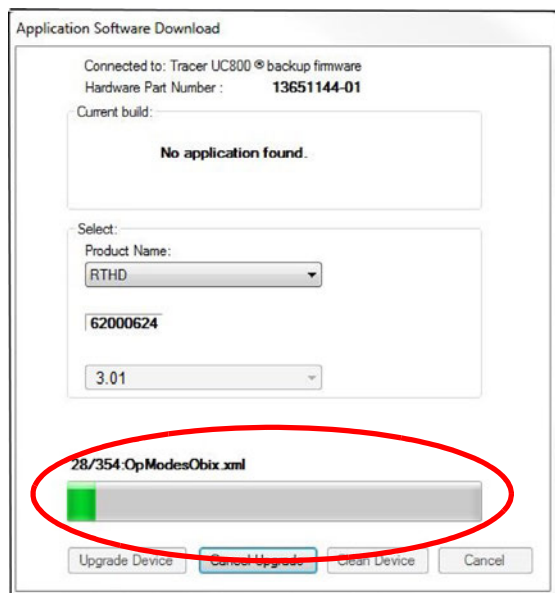 Application Software Download
Connected to: Tracer UC800 ® backup firmware
Hardware Part Number : 13651144-01
Current build:
No application found.
Select:
Product Name:
RTHD
62000624
3.01
28/354:OpModesObix.xml
Upgrade Device Cancel Upgrade Clean Device Cancel